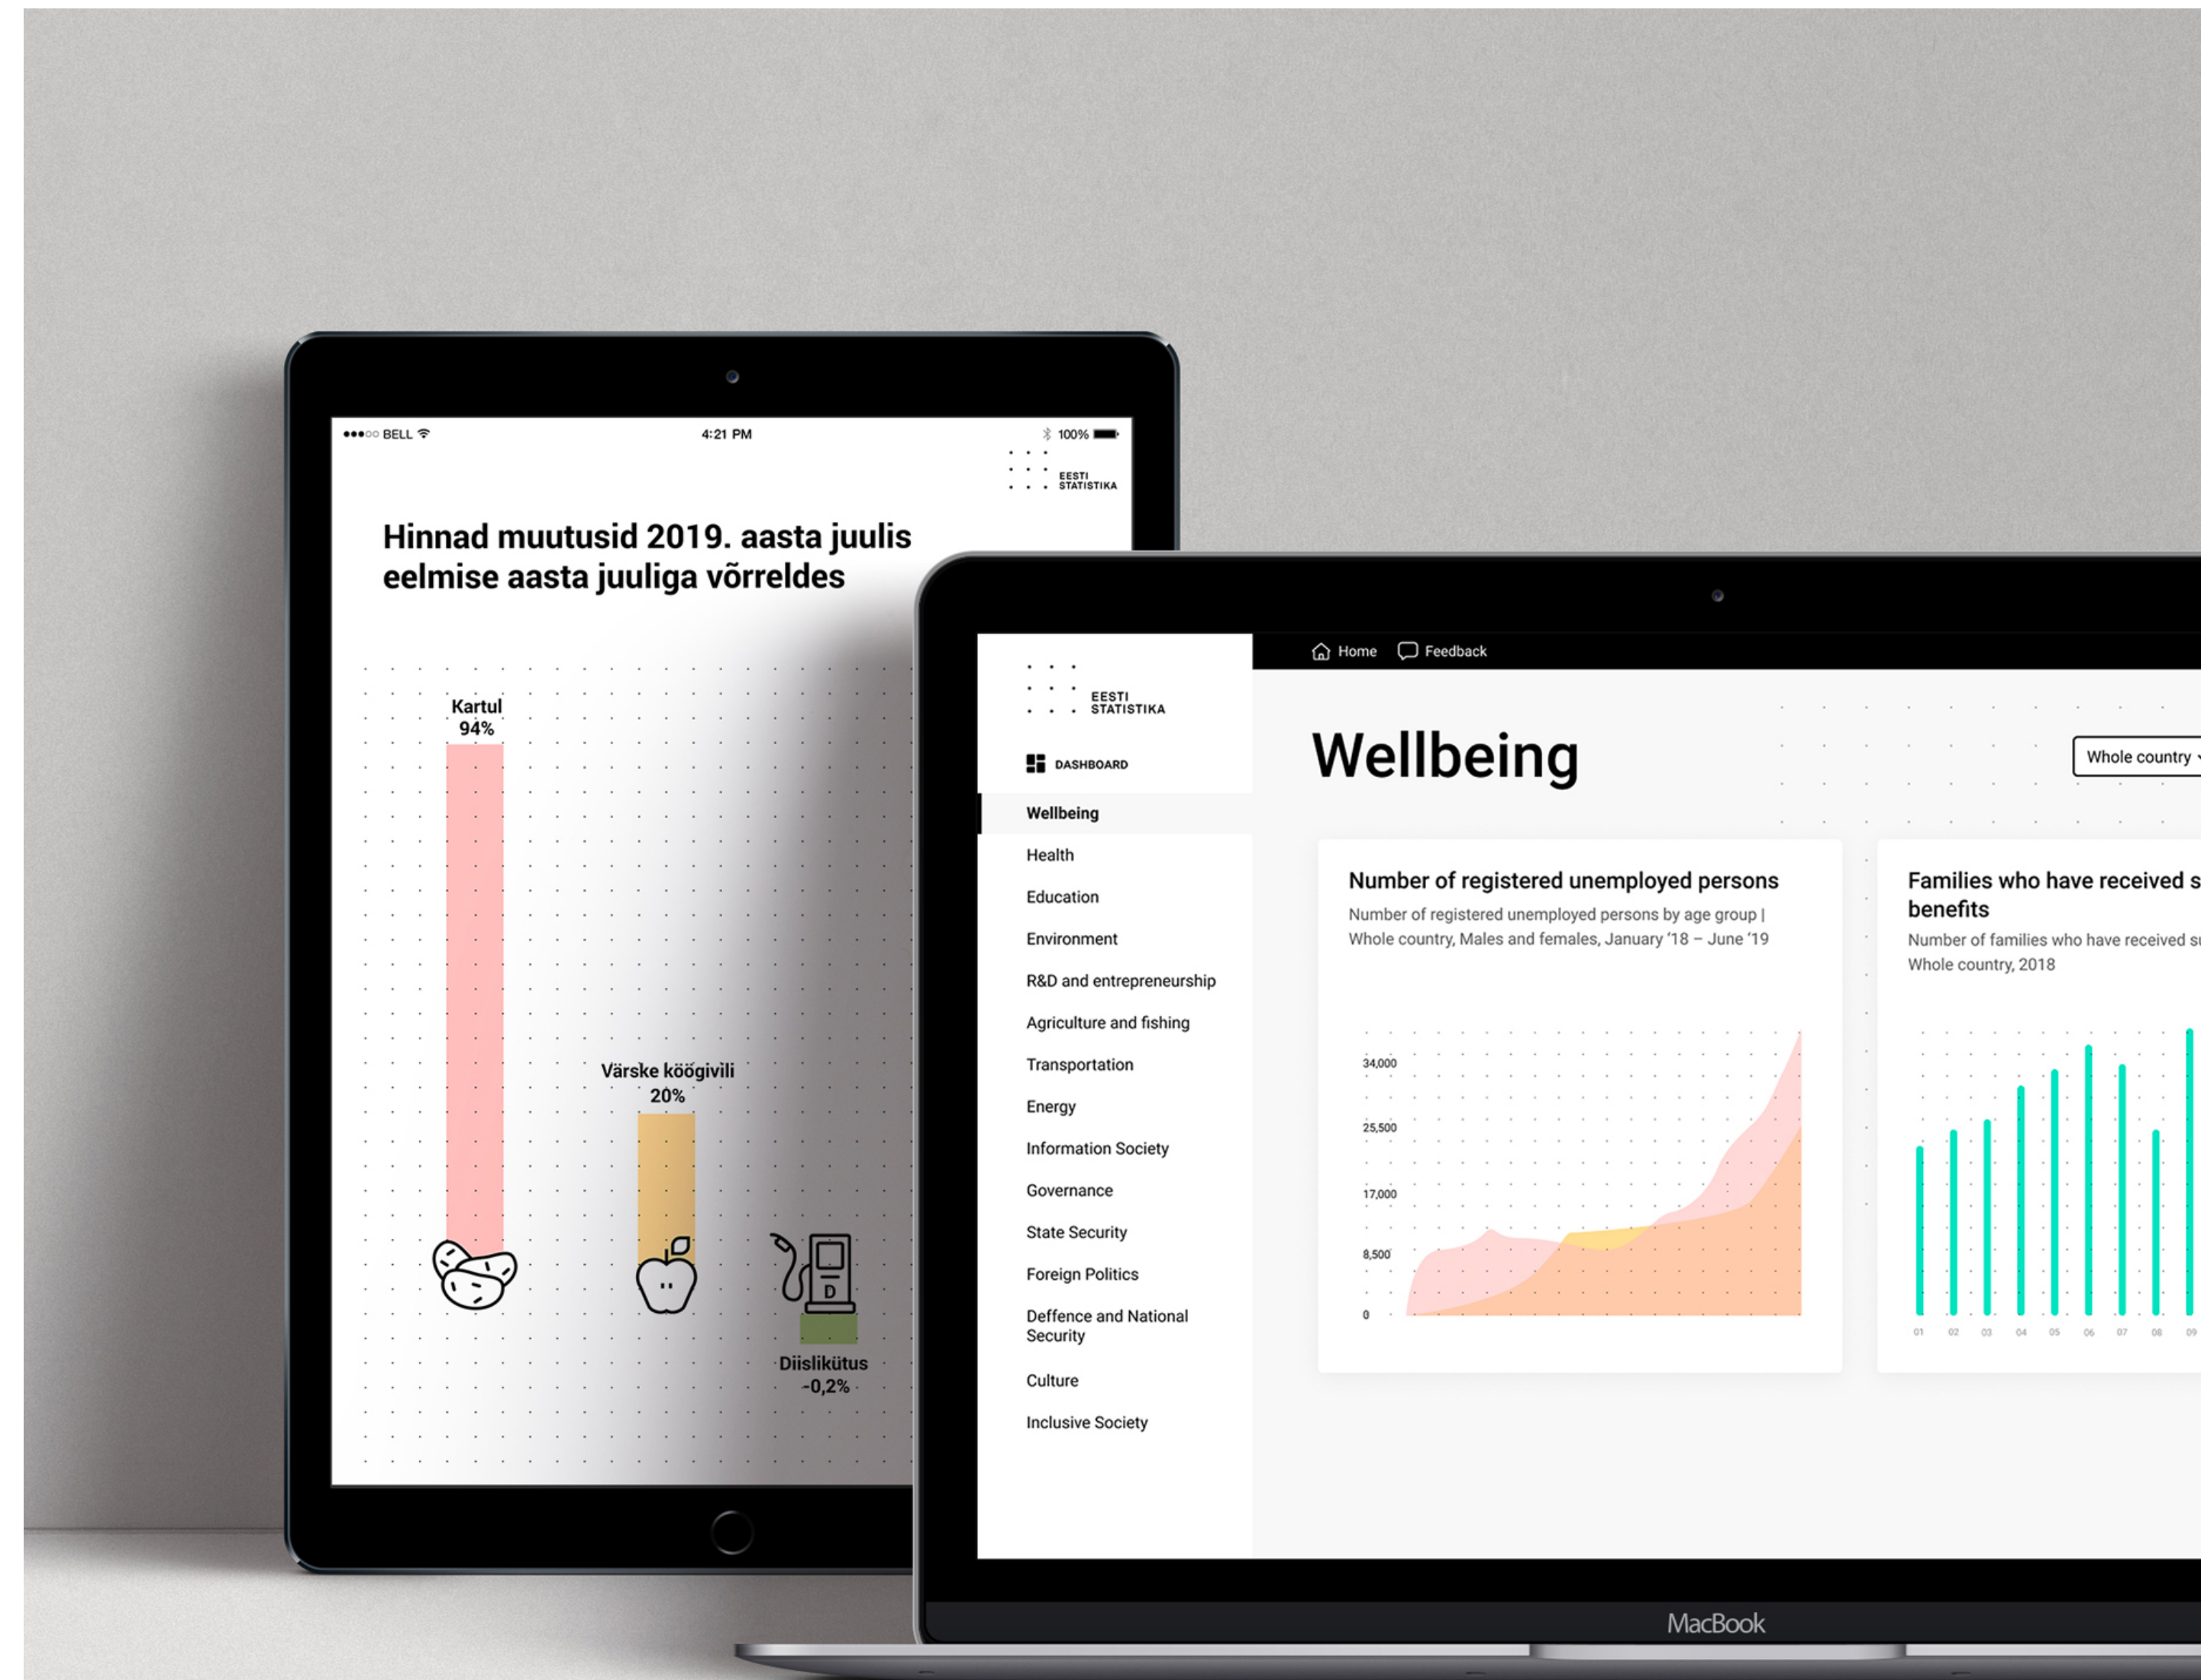 BELL
4:21 PM
100%
EESTI
STATISTIKA
Hinnad muutusid 2019. aasta juulis
eelmise aasta juuliga võrreldes
Kartul
94%
Värske köögivili
20%
D
Diislikütus
-0,2%
EESTI
STATISTIKA
DASHBOARD
Wellbeing
Health
Education
Environment
R&D and entrepreneurship
Agriculture and fishing
Transportation
Energy
Information Society
Governance
State Security
Foreign Politics
Deffence and National
Security
Culture
Inclusive Society
Home
Feedback
Wellbeing
Whole country
Number of registered unemployed persons
Number of registered unemployed persons by age group |
Whole country, Males and females, January ’18 – June ’19
34,000
25,500
17,000
8,500
0
Families who have received
benefits
Number of families who have received
Whole country, 2018
01 02 03 04 05 06 07 08 09
MacBook